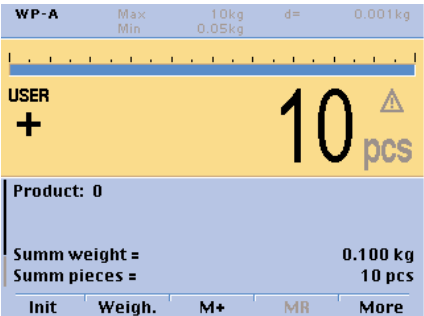 WP-A Max 10kg d= 0.001kg
Min 0.05kg
USER
+ 10 pcs
Product: 0
Summ weight = 0.100 kg
Summ pieces = 10 pcs
Init Weigh. M+ MR More